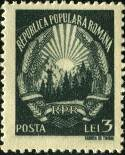 REPUBLICA POPULARA ROMANA
RPR
POSTA LEI 3